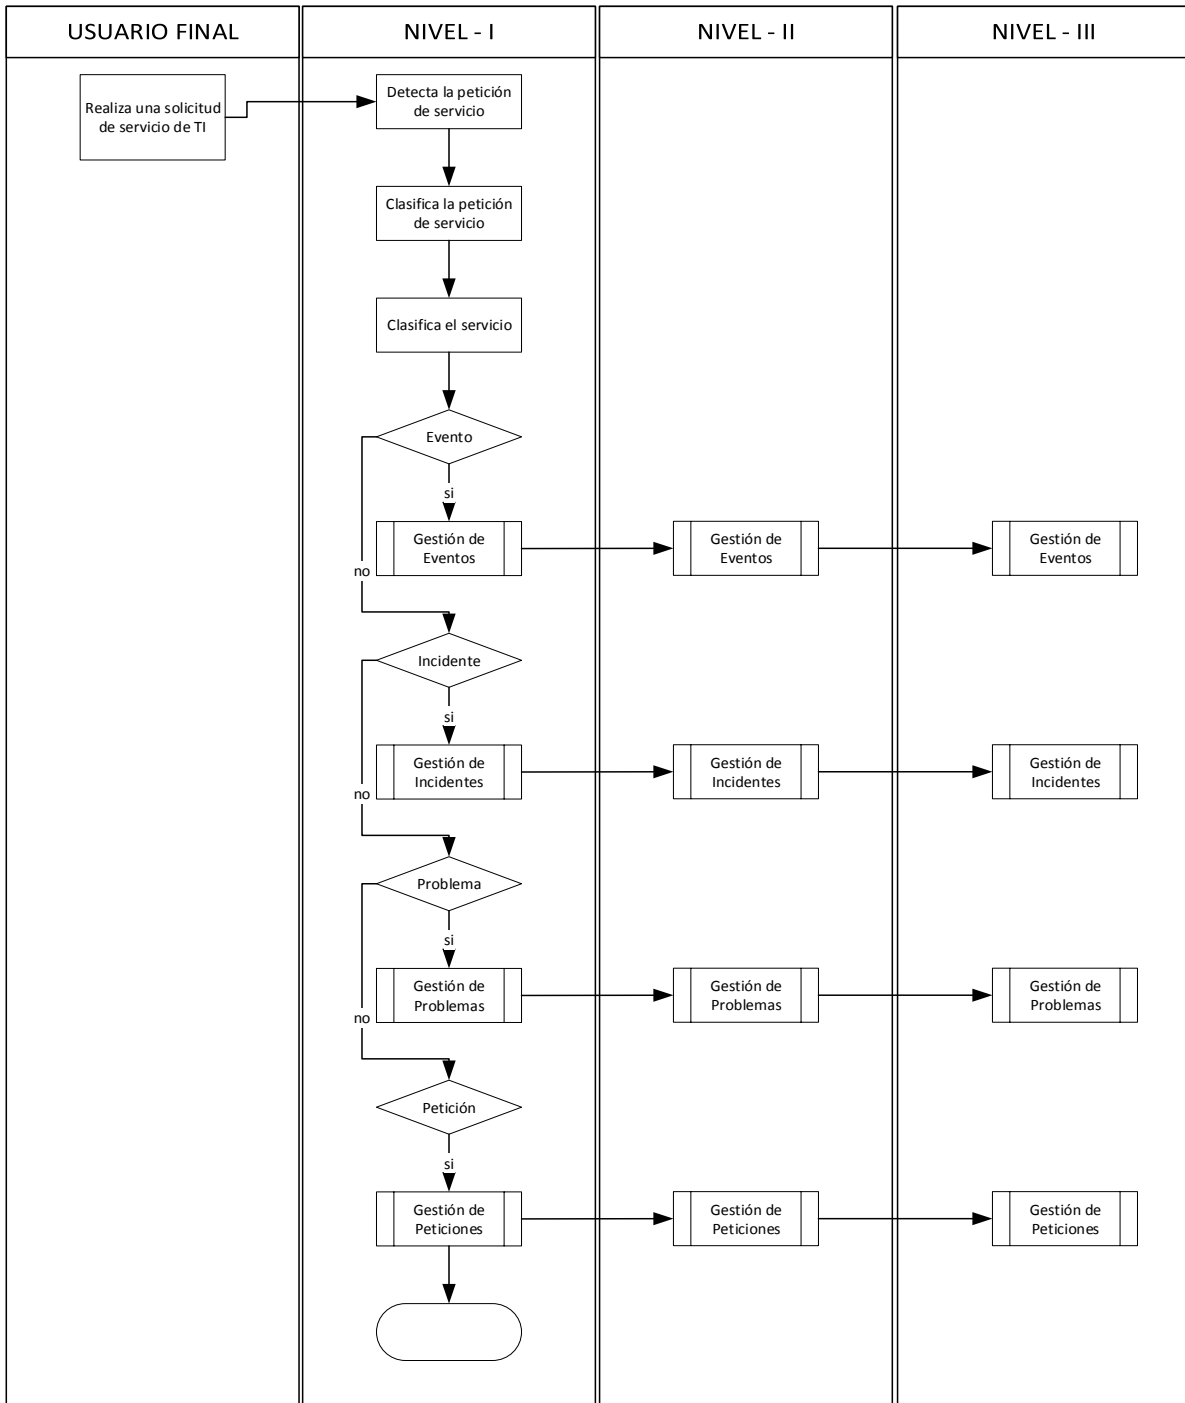 USUARIO FINAL
NIVEL - I
NIVEL - II
NIVEL - III
Realiza una solicitud
de servicio de TI
Detecta la petición
de servicio
Clasifica la petición
de servicio
Clasifica el servicio
Evento
si
no
Gestión de
Eventos
Gestión de
Eventos
Gestión de
Eventos
Incidente
si
no
Gestión de
Incidentes
Gestión de
Incidentes
Gestión de
Incidentes
Problema
si
no
Gestión de
Problemas
Gestión de
Problemas
Gestión de
Problemas
Petición
si
Gestión de
Peticiones
Gestión de
Peticiones
Gestión de
Peticiones